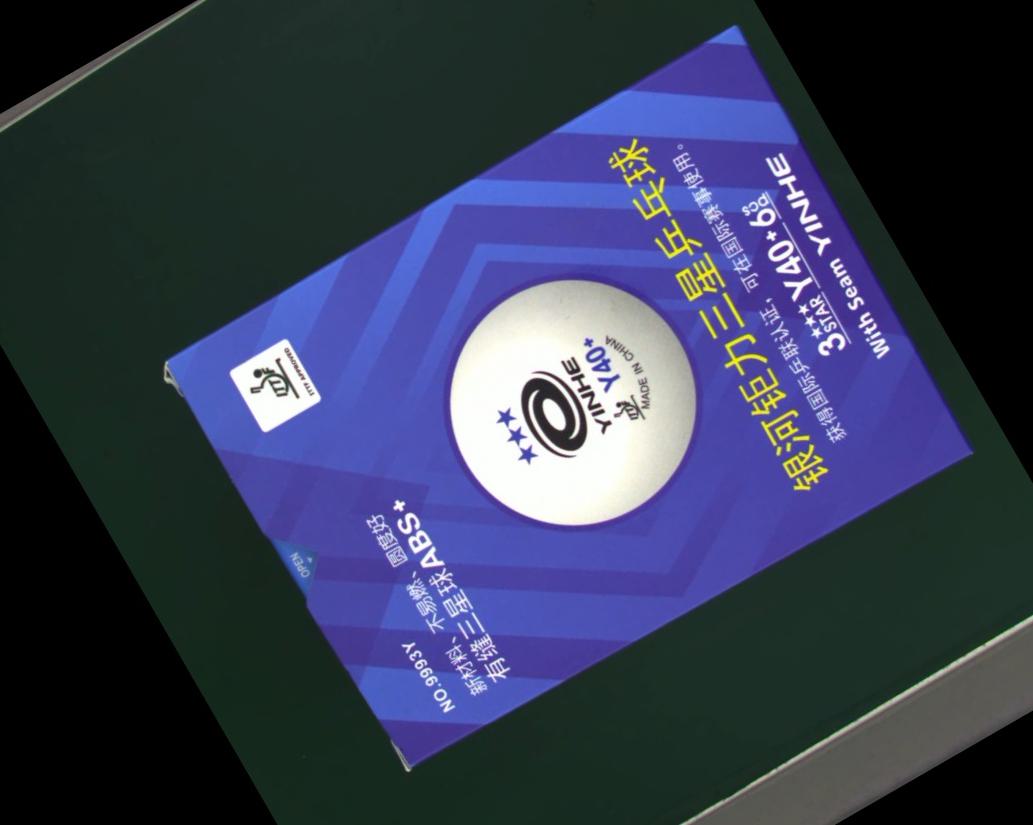 NO.9993Y
新材料、不易燃、圆度好
有缝三星球ABS+
OPEN
ITTF APPROVED
YINHE
Y40+
MADE IN CHINA
银河钜力三星乒乓球
获得国际乒联认证，可在国际赛事使用。
3 STAR Y40+ 6 PCS
With Seam YINHE